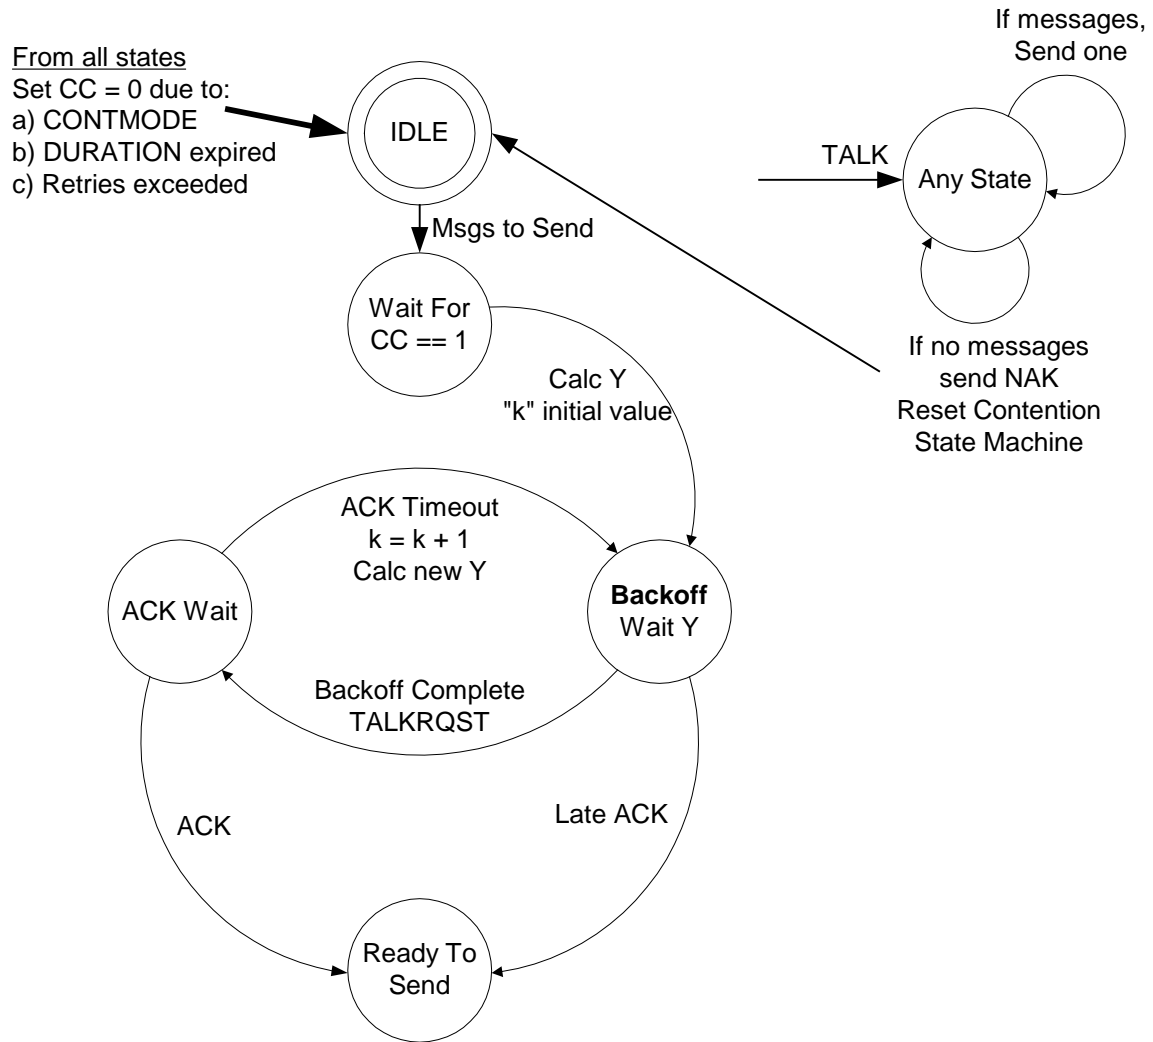 From all states
Set CC = 0 due to:
a) CONTMODE
b) DURATION expired
c) Retries exceeded
IDLE
If messages,
Send one
TALK
Any State
Msgs to Send
Wait For
CC == 1
If no messages
send NAK
Reset Contention
State Machine
Calc Y
"k" initial value
ACK Timeout
k = k + 1
Calc new Y
ACK Wait
Backoff
Wait Y
Backoff Complete
TALKRQST
ACK
Late ACK
Ready To
Send